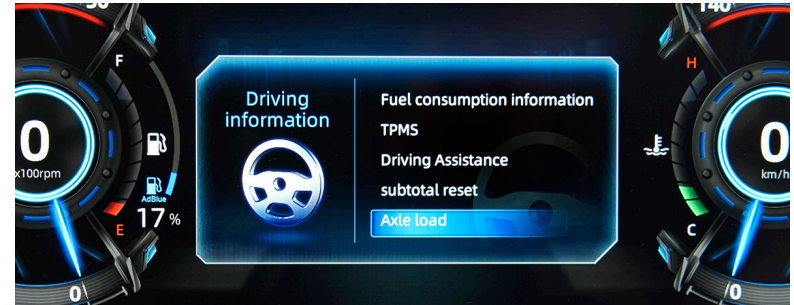 140
F
H
Driving
information
Fuel consumption information
TPMS
Driving Assistance
subtotal reset
Axle load
0
x100rpm
AdBlue
17 %
E
0
km/h
C
0
0